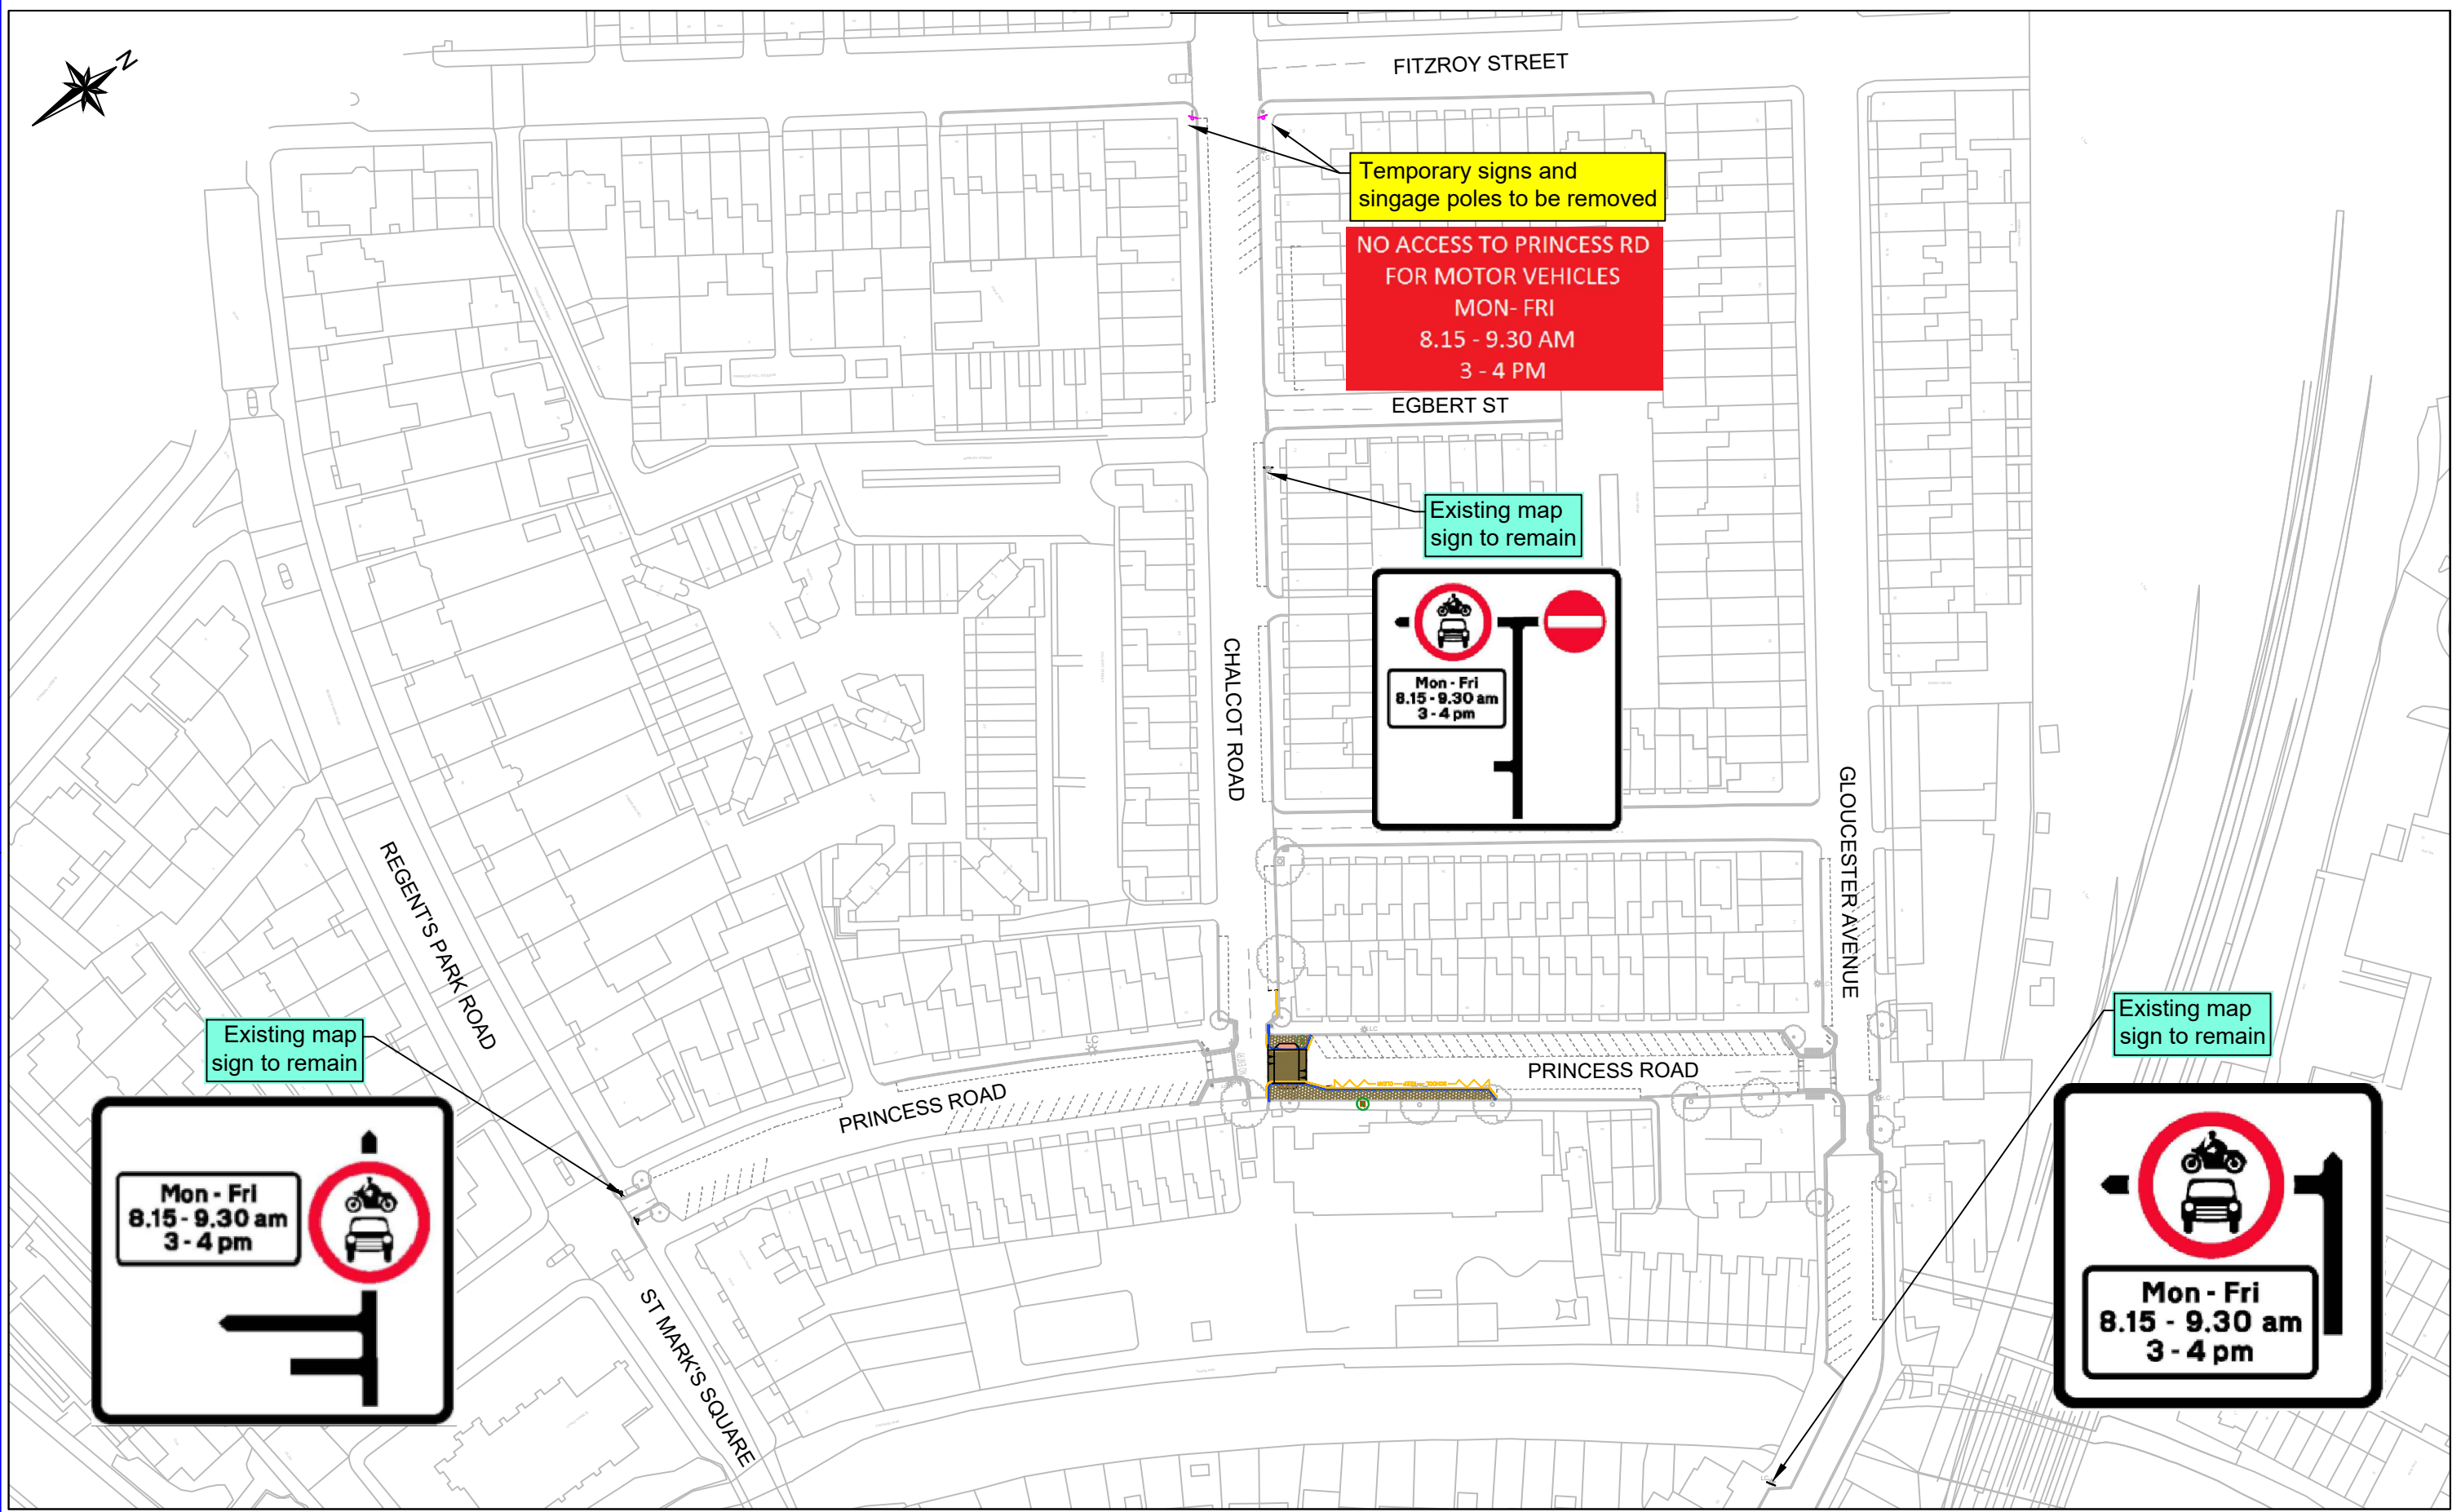 N
FITZROY STREET
Temporary signs and
singage poles to be removed
NO ACCESS TO PRINCESS RD
FOR MOTOR VEHICLES
MON- FRI
8.15 - 9.30 AM
3 - 4 PM
EGBERT ST
Existing map
sign to remain
Mon - Fri
8.15 - 9.30 am
3 - 4 pm
CHALCOT ROAD
GLOUCESTER AVENUE
REGENT'S PARK ROAD
Existing map
sign to remain
Existing map
sign to remain
LC
LC
PRINCESS ROAD
PRINCESS ROAD
Mon - Fri
8.15 - 9.30 am
3 - 4 pm
Mon - Fri
8.15 - 9.30 am
3 - 4 pm
ST MARK'S SQUARE